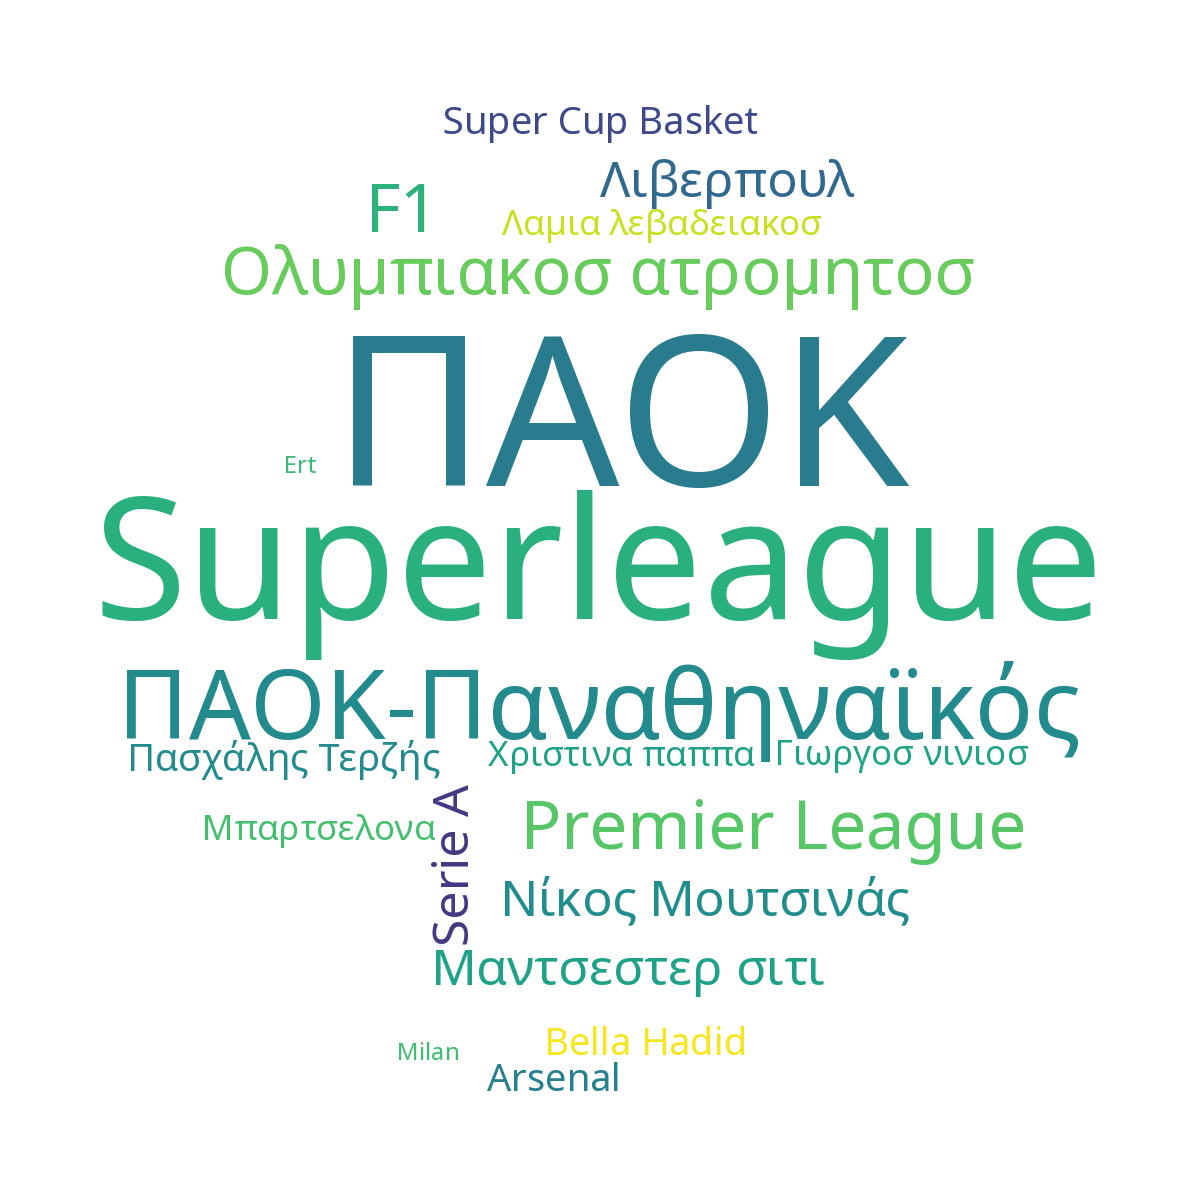 Super Cup Basket
Λιβερπουλ
F1
Λαμια λεβαδειακοσ
Ολυμπιακοσ ατρομητοσ
ΠΑΟΚ
Ert
Superleague
ΠΑΟΚ-Παναθηναϊκός
Πασχάλης Τερζής
Χριστινα παππα
Γιωργοσ νινιοσ
Μπαρτσελονα
Serie A
Premier League
Νίκος Μουτσινάς
Μαντσεστερ σιτι
Bella Hadid
Milan
Arsenal